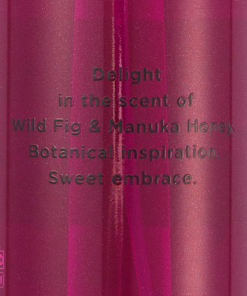 Delight
in the scent of
Wild Fig & Manuka Honey
Botanical inspiration.
Sweet embrace.